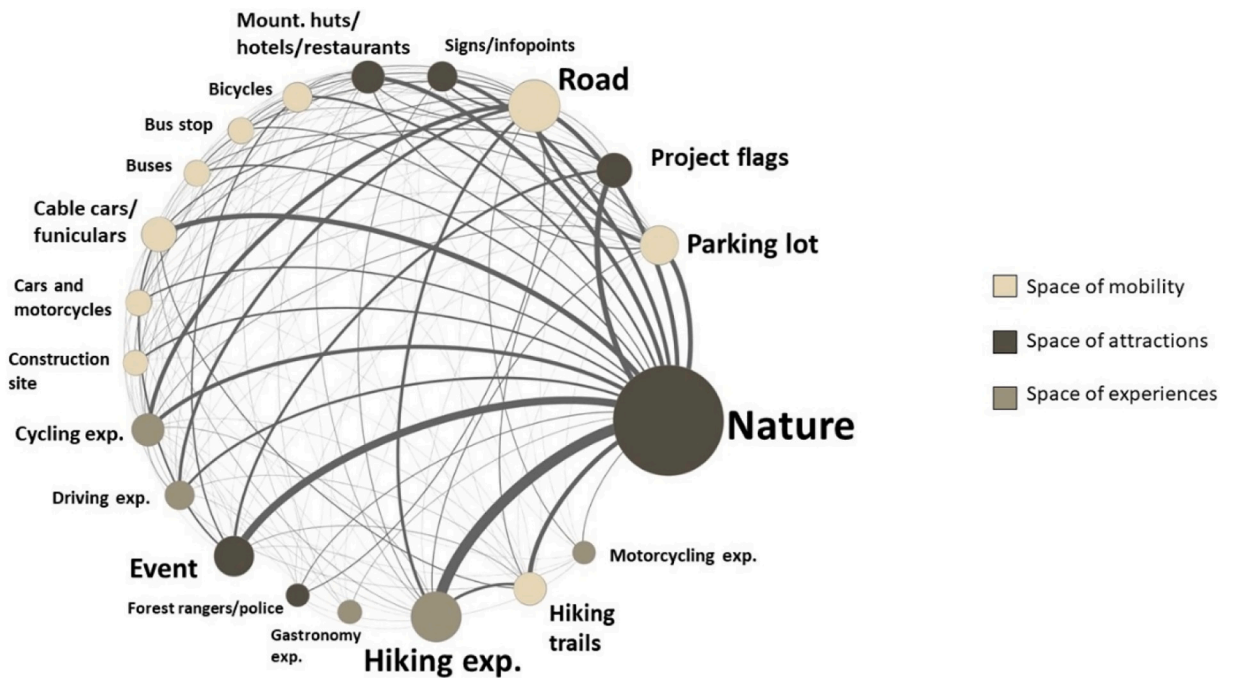 Mount. huts/
hotels/restaurants
Signs/infopoints
Road
Bicycles
Bus stop
Project flags
Buses
Cable cars/
funiculars
Parking lot
Cars and
motorcycles
Construction
site
Cycling exp.
Nature
Driving exp.
Event
Motorcycling exp.
Forest rangers/police
Gastronomy
exp.
Hiking exp.
Hiking
trails
Space of mobility
Space of attractions
Space of experiences